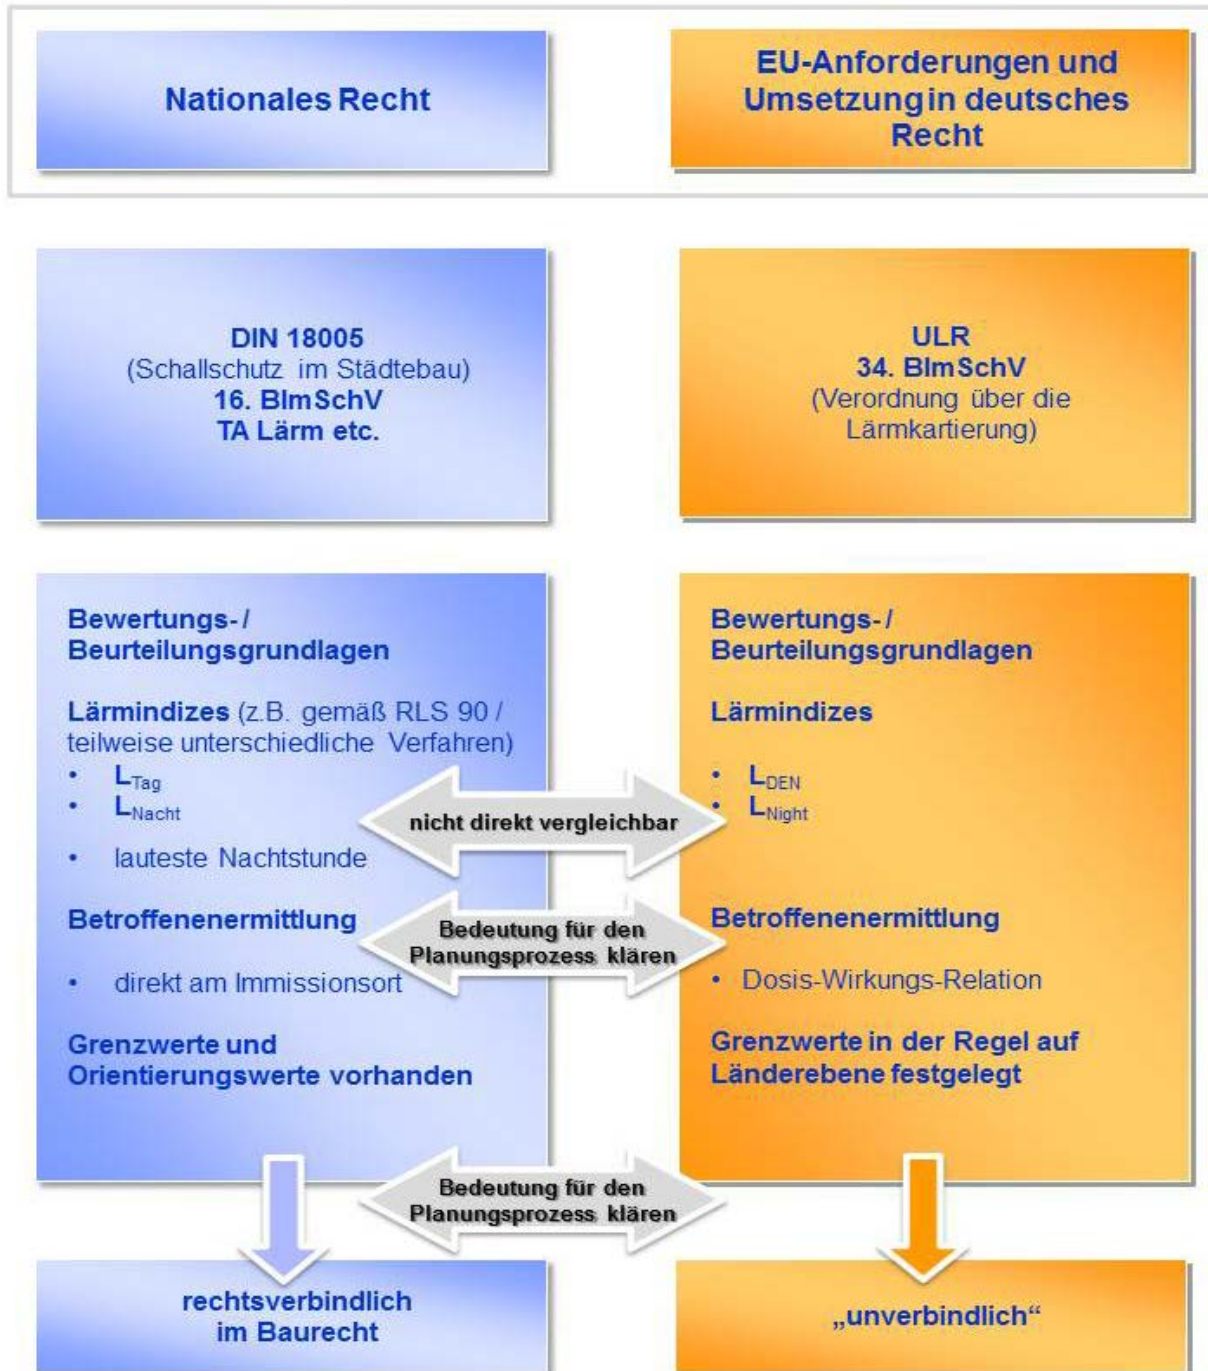 Nationales Recht
EU-Anforderungen und
Umsetzung in deutsches
Recht
DIN 18005
(Schallschutz im Städtebau)
16. BImSchV
TA Lärm etc.
ULR
34. BImSchV
(Verordnung über die
Lärmkartierung)
Bewertungs- /
Beurteilungsgrundlagen
Lärmindizes (z.B. gemäß RLS 90 /
teilweise unterschiedliche Verfahren)
• LTag
• LNacht
• lauteste Nachtstunde
Betroffenenermittlung
• direkt am Immissionsort
Grenzwerte und
Orientierungswerte vorhanden
nicht direkt vergleichbar
Bedeutung für den
Planungsprozess klären
Bedeutung für den
Planungsprozess klären
Bewertungs- /
Beurteilungsgrundlagen
Lärmindizes
• LDEN
• LNight
Betroffenenermittlung
• Dosis-Wirkungs-Relation
Grenzwerte in der Regel auf
Länderebene festgelegt
rechtsverbindlich
im Baurecht
„unverbindlich“